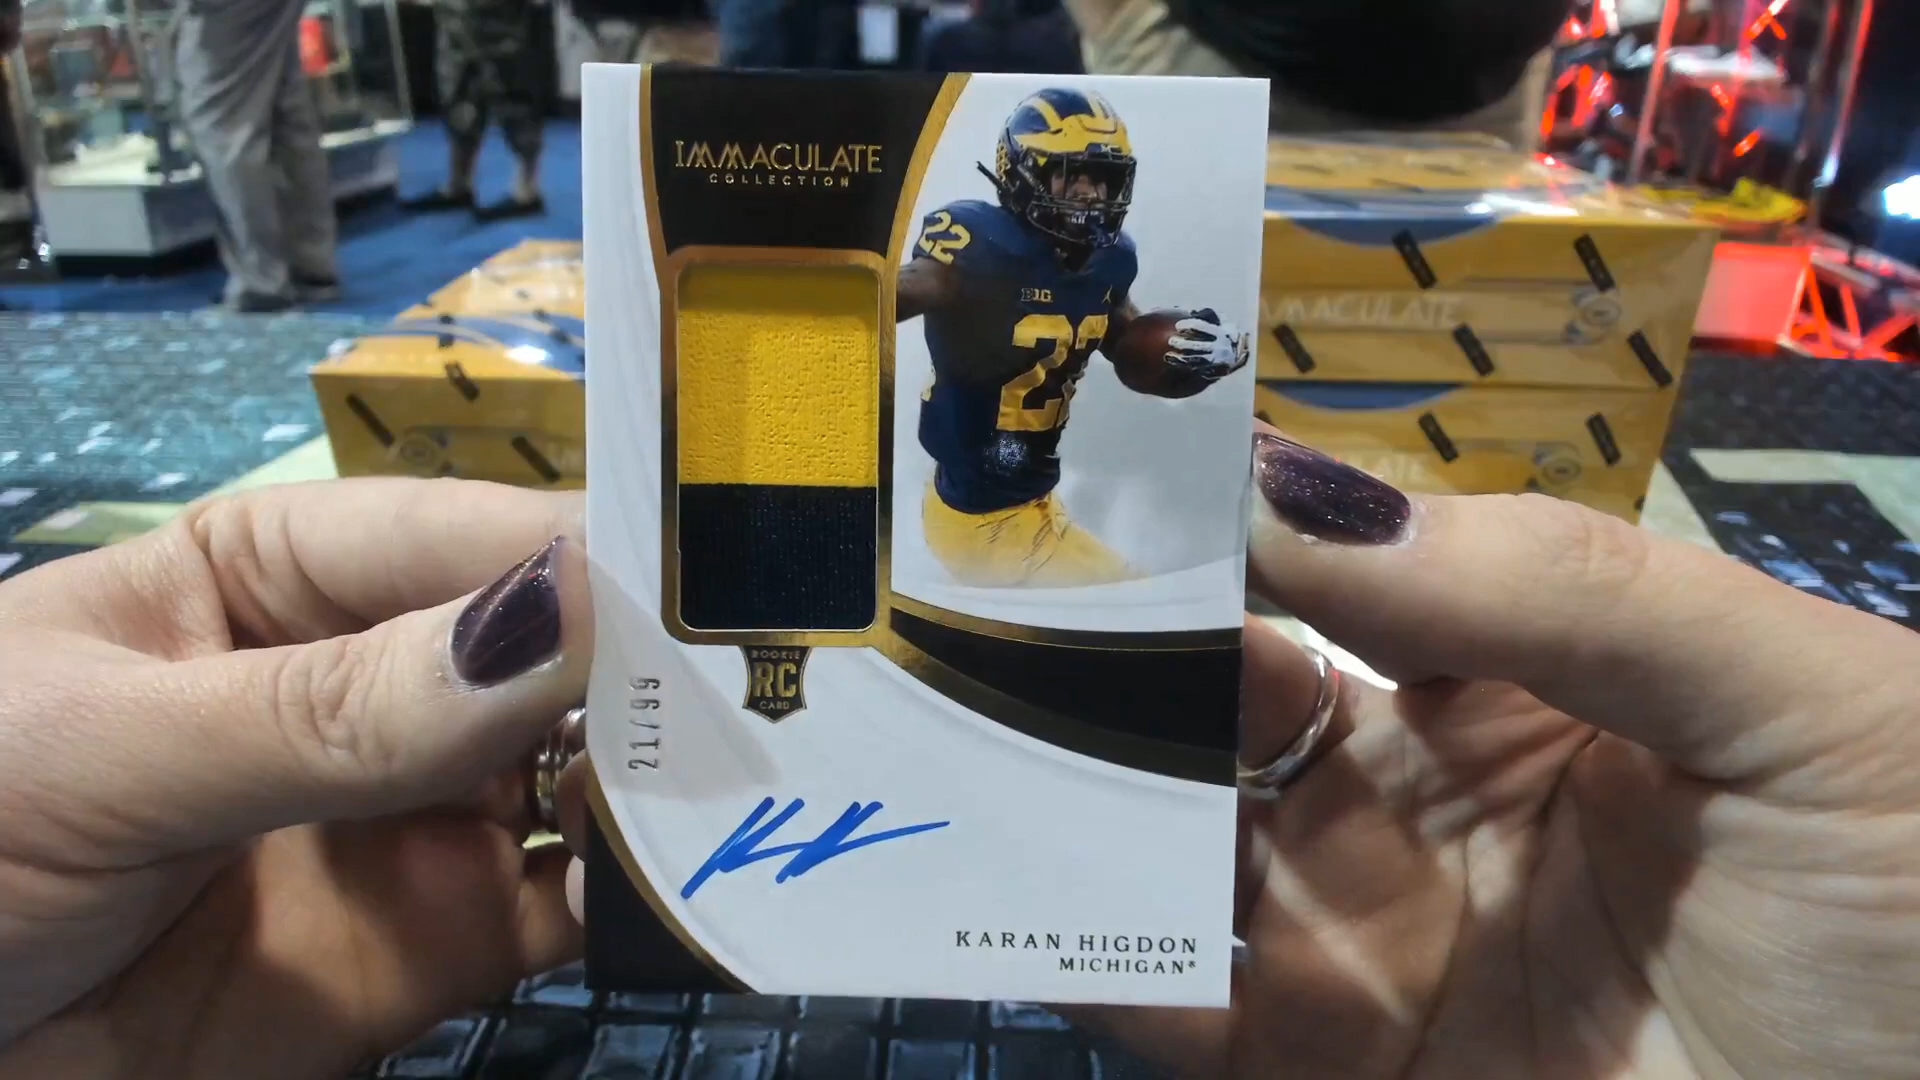 IMMACULATE
COLLECTION
22
B1G
22
ROOKIE
RC
CARD
21/99
KARAN HIGDON
MICHIGAN®
IMMACULATE